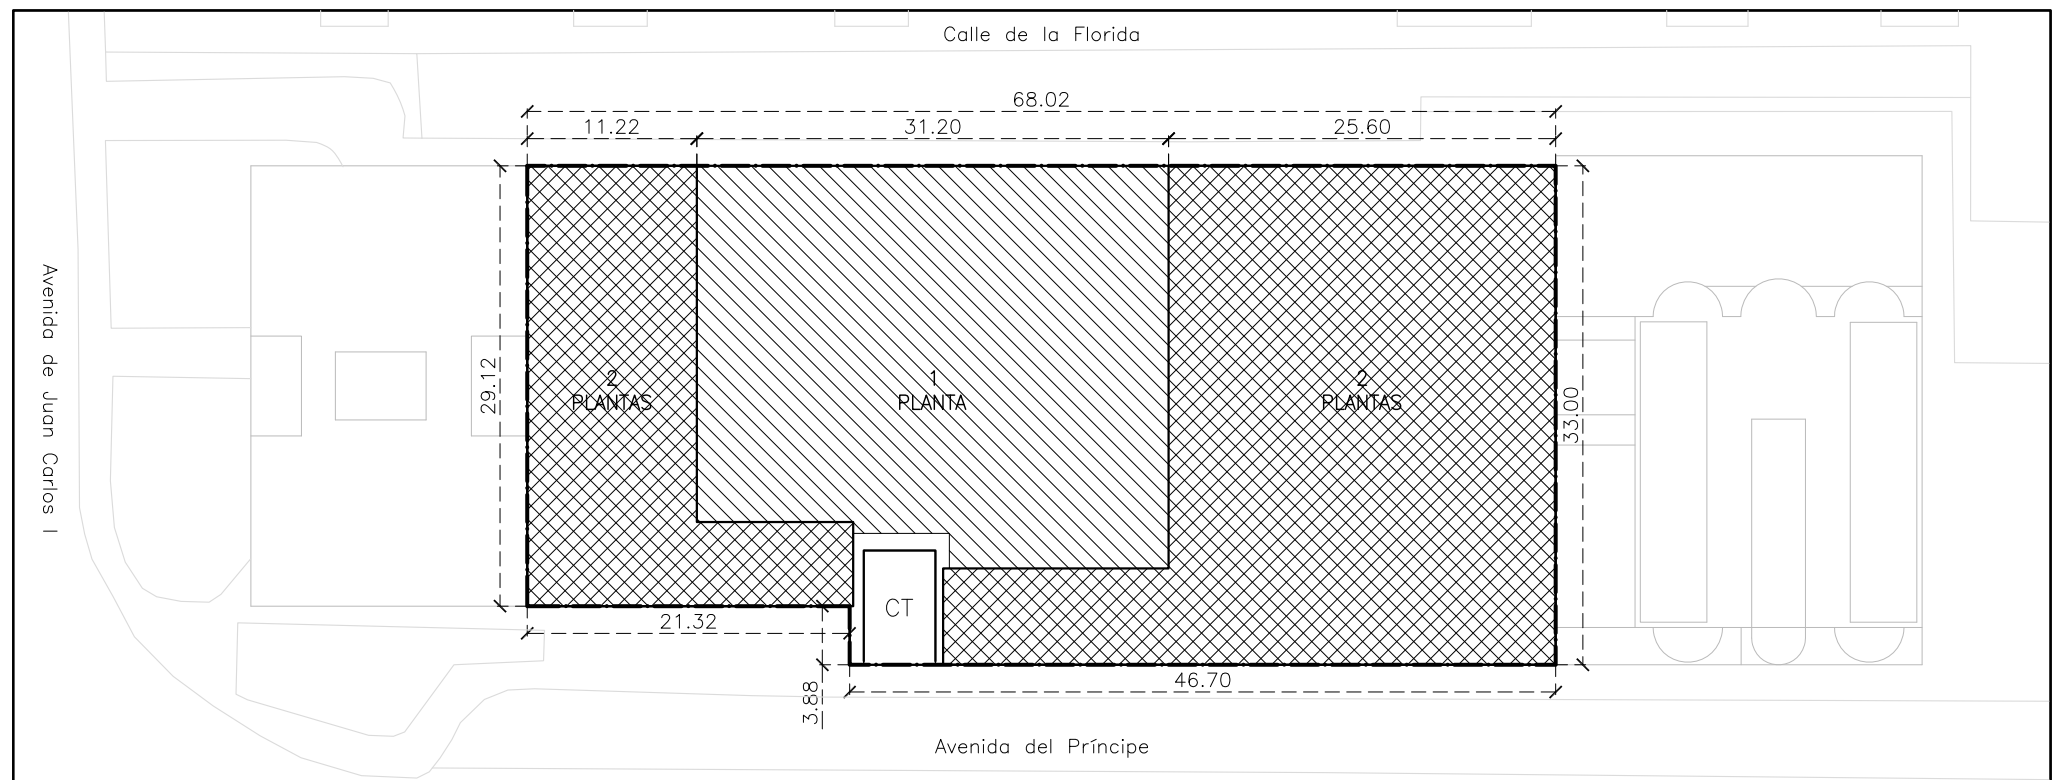 Calle de la Florida
68.02
11.22
31.20
25.60
Avenida de Juan Carlos I
29.12
2
PLANTAS
1
PLANTA
2
PLANTAS
33.00
CT
21.32
3.88
46.70
Avenida del Príncipe